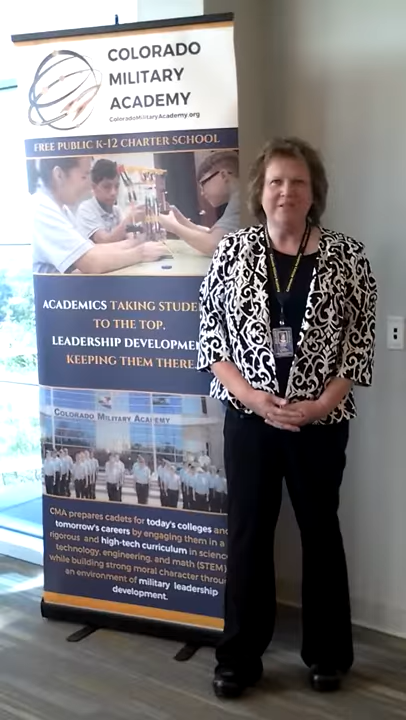 COLORADO
MILITARY
ACADEMY
ColoradoMilitaryAcademy.org
FREE PUBLIC K-12 CHARTER SCHOOL
ACADEMICS TAKING STUDE
TO THE TOP.
LEADERSHIP DEVELOPME
KEEPING THEM THERE
COLORADO MILITARY ACADEMY
CMA prepares cadets for today's colleges and
tomorrow's careers by engaging them in a
rigorous and high-tech curriculum in science
technology, engineering, and math (STEM)
while building strong moral character throu
an environment of military leadership
development.